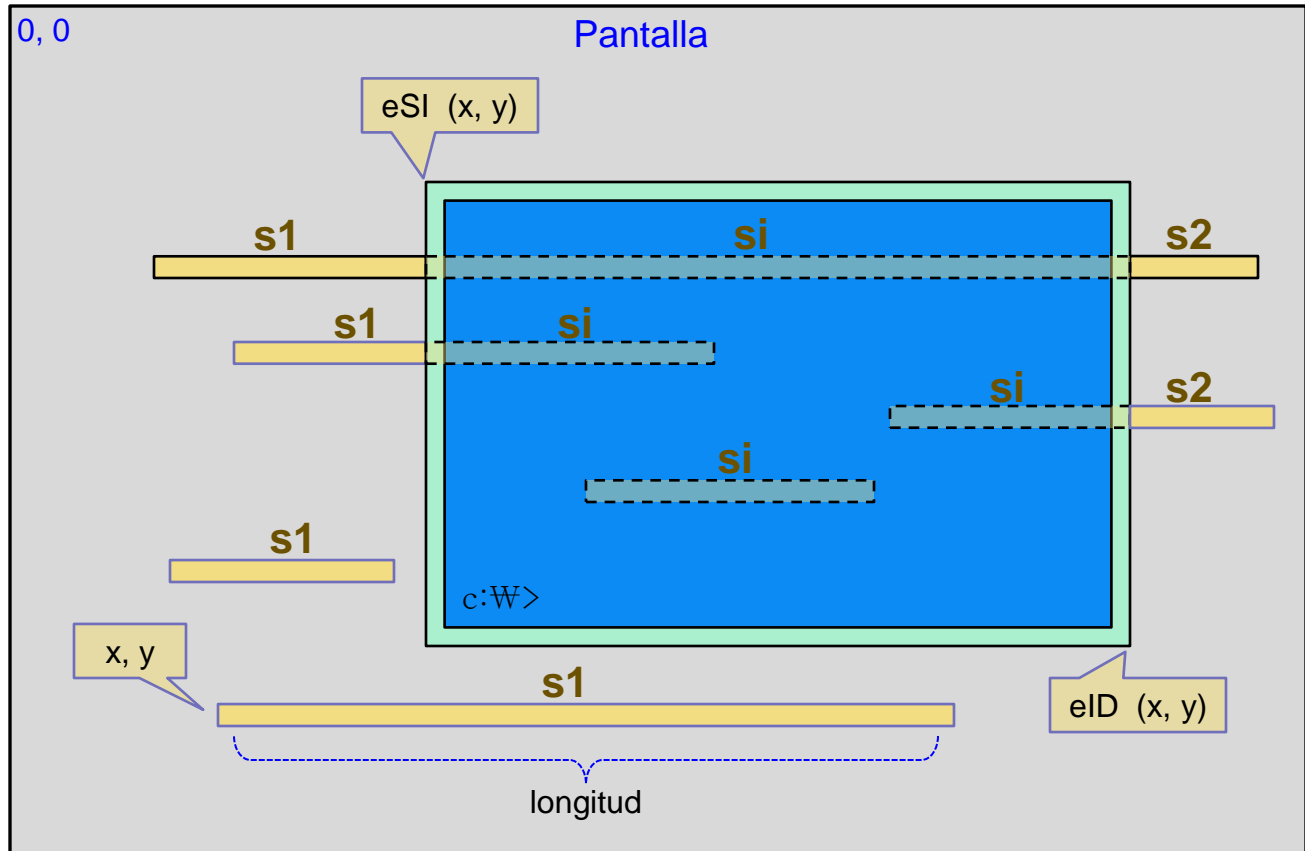 0, 0
Pantalla
eSI (x, y)
s1
si
s2
s1
si
si
s2
si
s1
c:₩>
x, y
s1
eID (x, y)
longitud